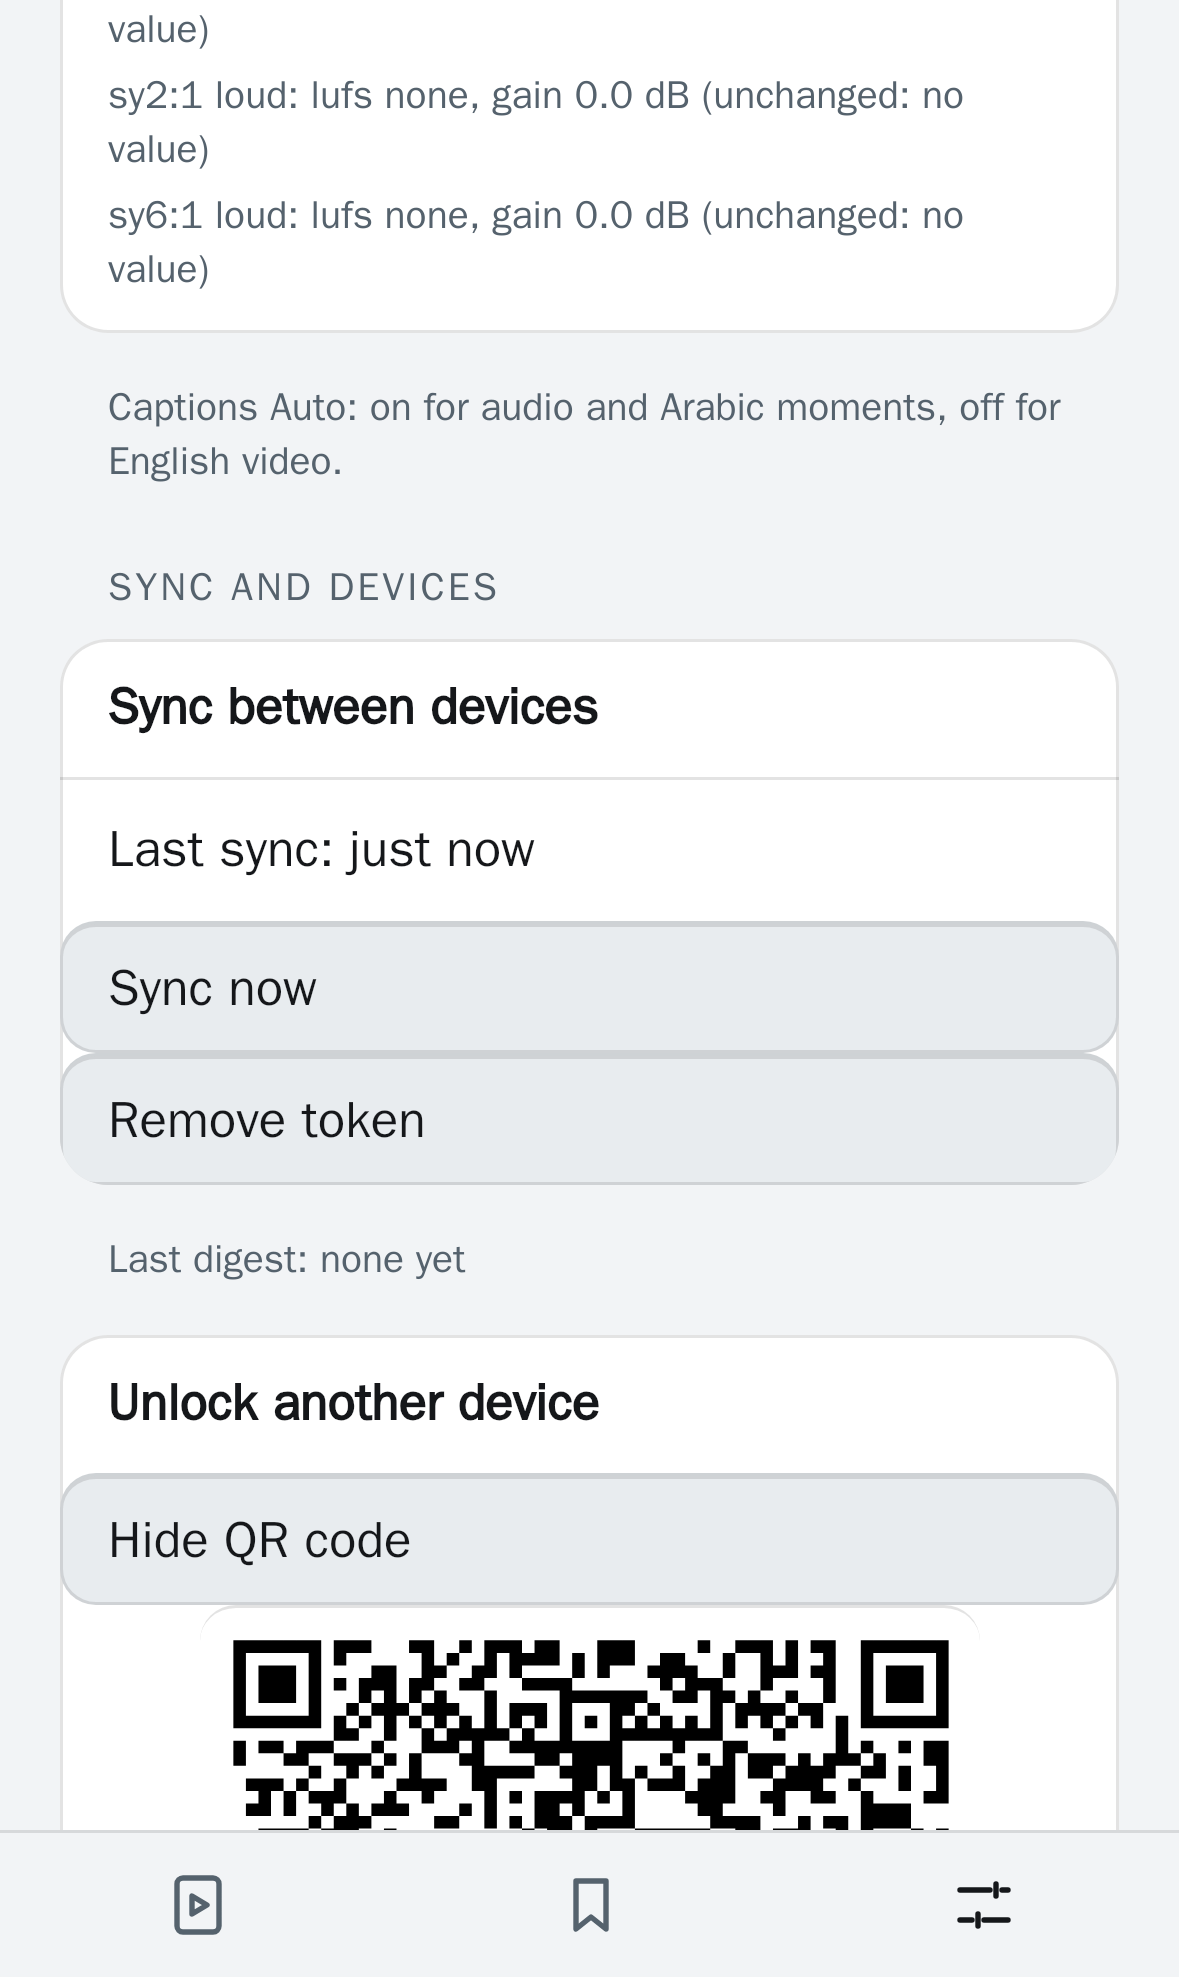 value)
sy2:1 loud: lufs none, gain 0.0 dB (unchanged: no
value)
sy6:1 loud: lufs none, gain 0.0 dB (unchanged: no
value)
Captions Auto: on for audio and Arabic moments, off for
English video.
SYNC AND DEVICES
Sync between devices
Last sync: just now
Sync now
Remove token
Last digest: none yet
Unlock another device
Hide QR code